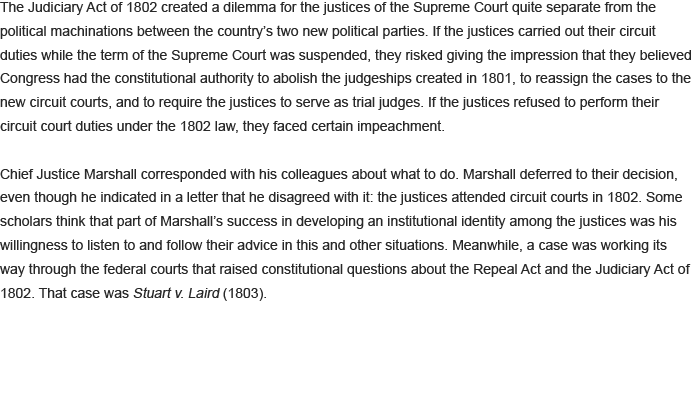 The Judiciary Act of 1802 created a dilemma for the justices of the Supreme Court quite separate from the
political machinations between the country’s two new political parties. If the justices carried out their circuit
duties while the term of the Supreme Court was suspended, they risked giving the impression that they believed
Congress had the constitutional authority to abolish the judgeships created in 1801, to reassign the cases to the
new circuit courts, and to require the justices to serve as trial judges. If the justices refused to perform their
circuit court duties under the 1802 law, they faced certain impeachment.
Chief Justice Marshall corresponded with his colleagues about what to do. Marshall deferred to their decision,
even though he indicated in a letter that he disagreed with it: the justices attended circuit courts in 1802. Some
scholars think that part of Marshall’s success in developing an institutional identity among the justices was his
willingness to listen to and follow their advice in this and other situations. Meanwhile, a case was working its
way through the federal courts that raised constitutional questions about the Repeal Act and the Judiciary Act of
1802. That case was Stuart v. Laird (1803).